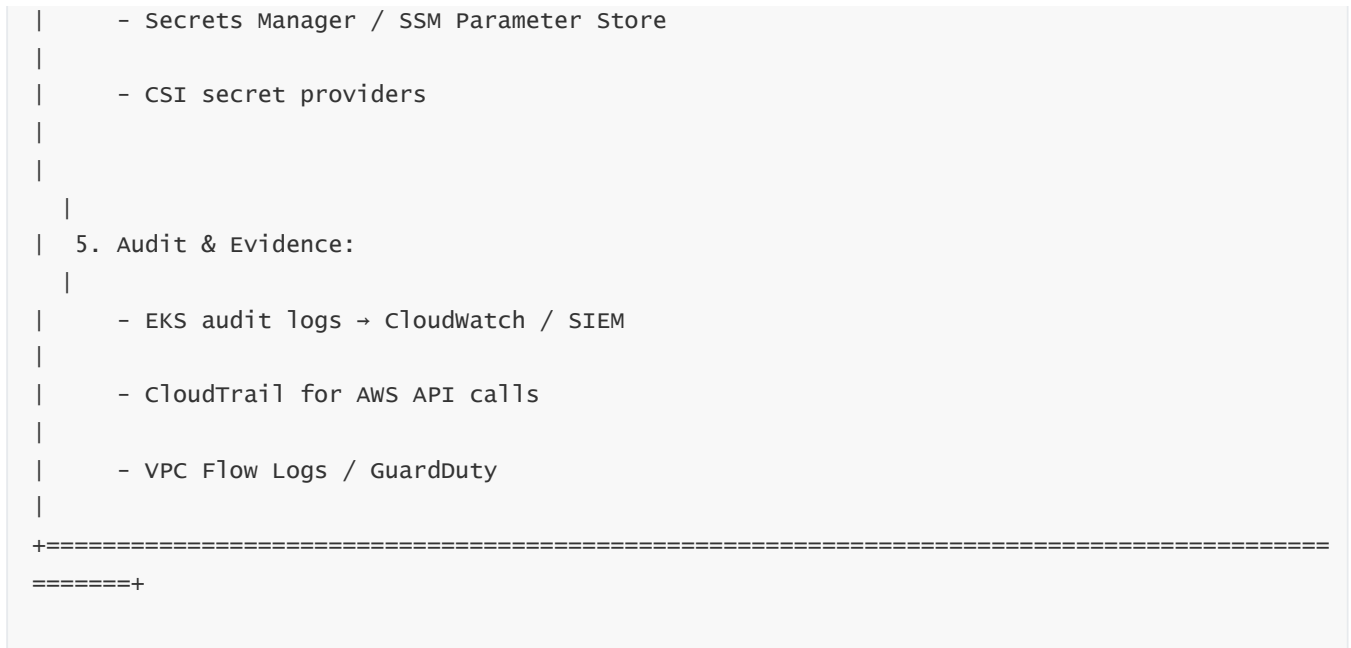 |      - Secrets Manager / SSM Parameter Store
|
|      - CSI secret providers
|
|
  |
|  5. Audit & Evidence:
  |
|      - EKS audit logs → CloudWatch / SIEM
|
|      - CloudTrail for AWS API calls
|
|      - VPC Flow Logs / GuardDuty
|
+==========================================================================================
=======+